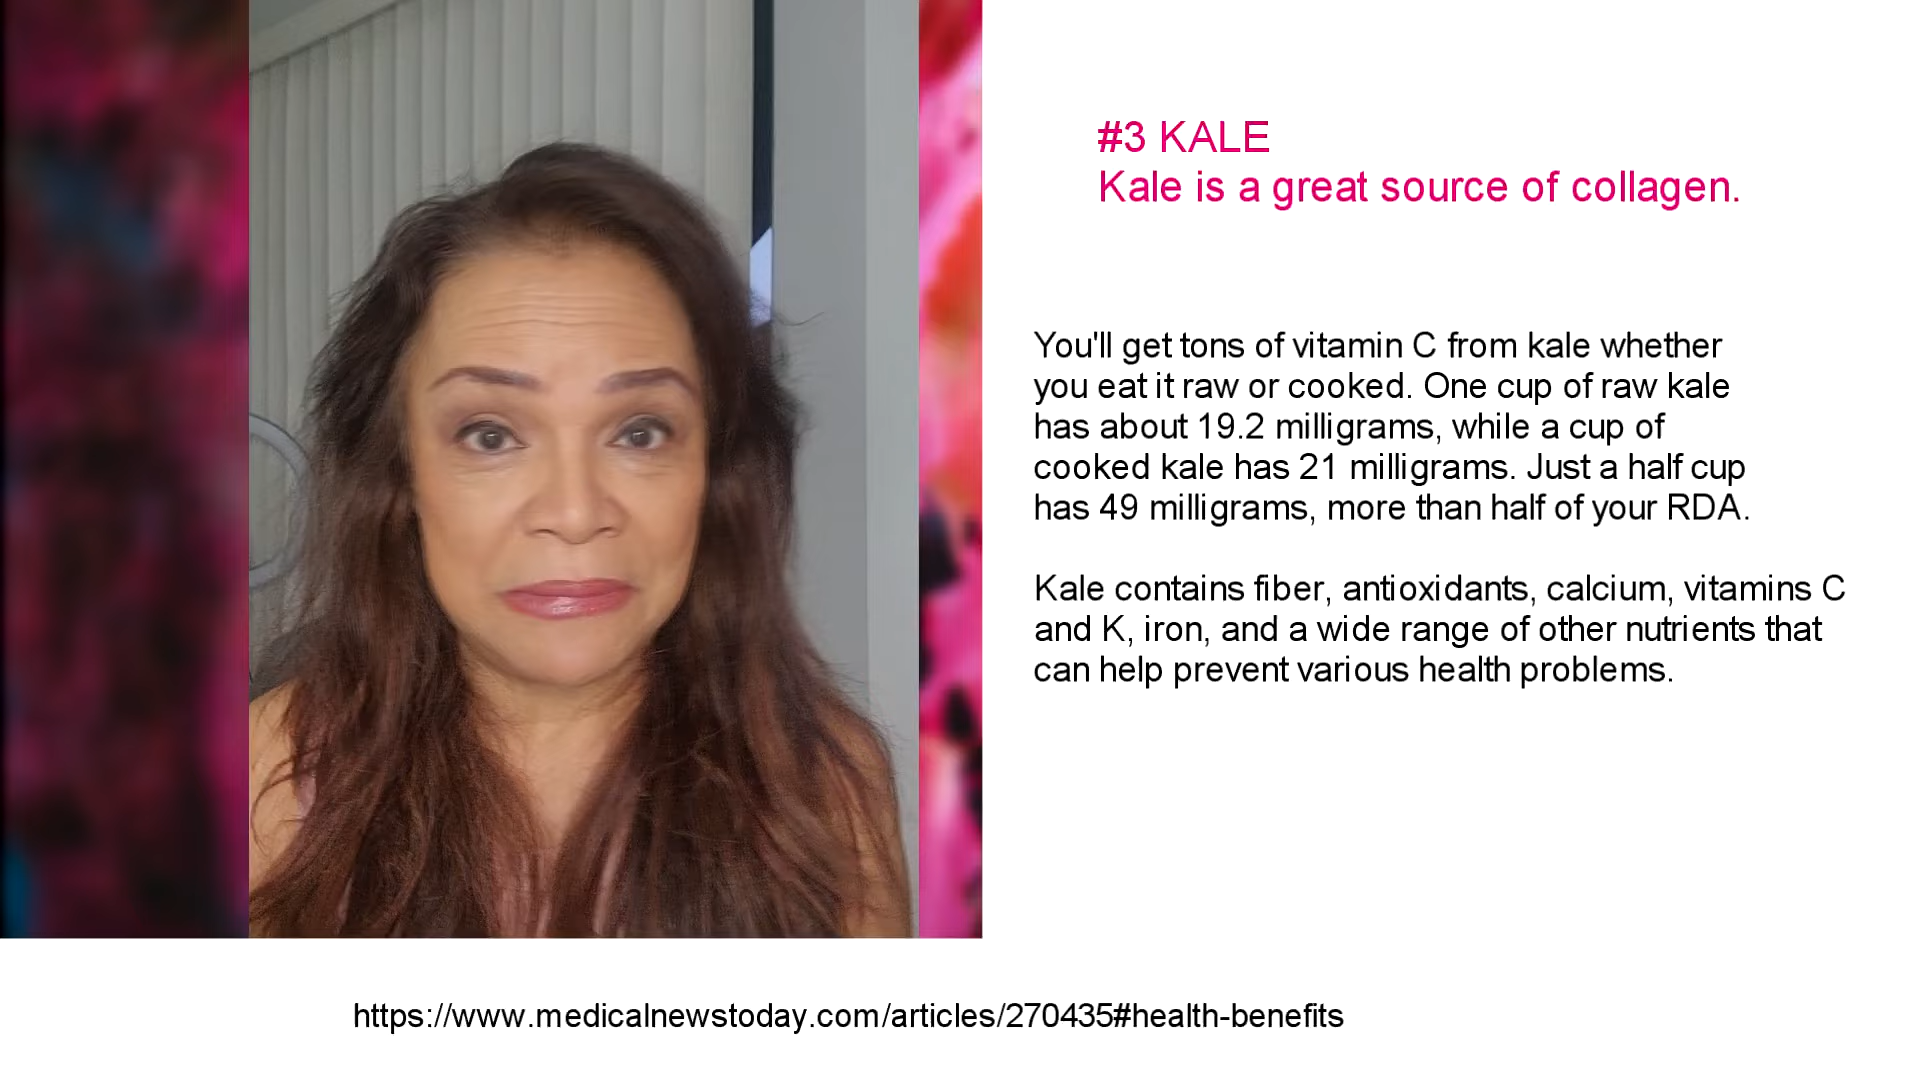 #3 KALE
Kale is a great source of collagen.
You'll get tons of vitamin C from kale whether
you eat it raw or cooked. One cup of raw kale
has about 19.2 milligrams, while a cup of
cooked kale has 21 milligrams. Just a half cup
has 49 milligrams, more than half of your RDA.
Kale contains fiber, antioxidants, calcium, vitamins C
and K, iron, and a wide range of other nutrients that
can help prevent various health problems.
https://www.medicalnewstoday.com/articles/270435#health-benefits